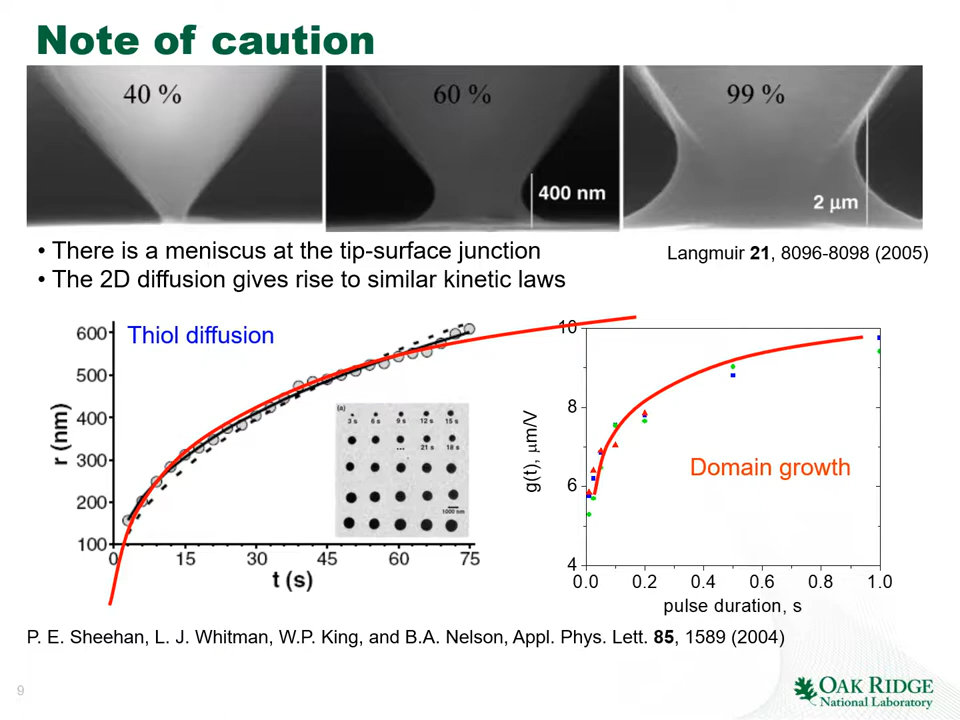 Note of caution
40 %
60 %
99 %
400 nm
2 μm
• There is a meniscus at the tip-surface junction
• The 2D diffusion gives rise to similar kinetic laws
Langmuir 21, 8096-8098 (2005)
Thiol diffusion
r (nm)
600
500
400
300
200
100
0 15 30 45 60 75
t (s)
(a)
3 s 6 s 9 s 12 s 15 s
... 21 s 18 s
1000 nm
g(t), μm/V
10
8
6
4
Domain growth
0.0 0.2 0.4 0.6 0.8 1.0
pulse duration, s
P. E. Sheehan, L. J. Whitman, W.P. King, and B.A. Nelson, Appl. Phys. Lett. 85, 1589 (2004)
9
OAK RIDGE
National Laboratory